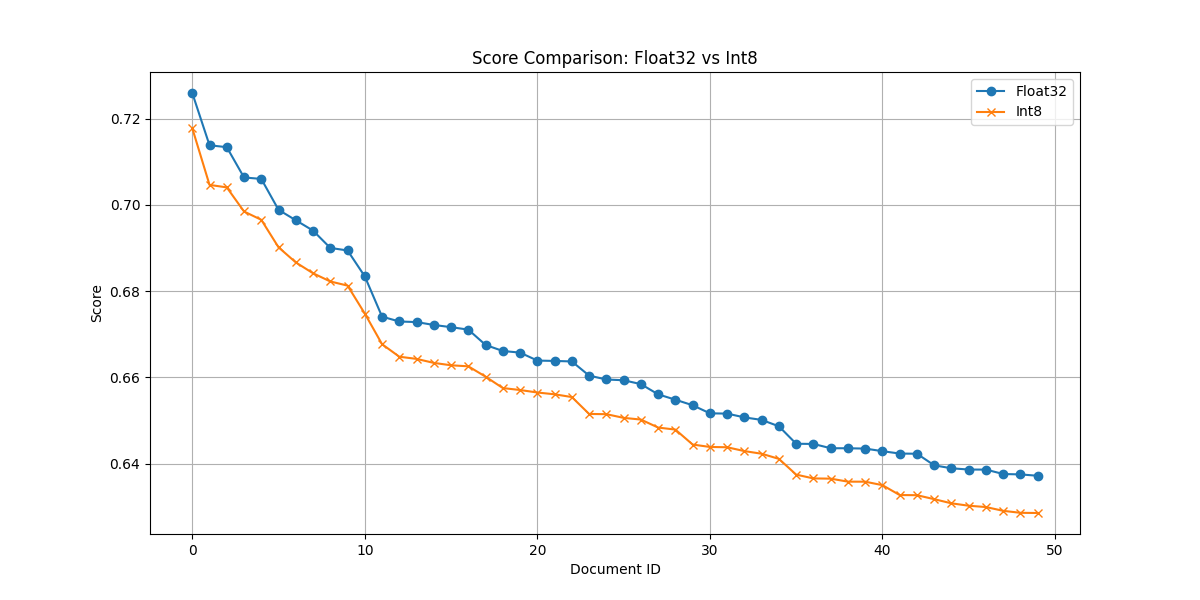 Score Comparison: Float32 vs Int8
Float32
Int8
0.72
0.70
0.68
0.66
0.64
Score
0 10 20 30 40 50
Document ID